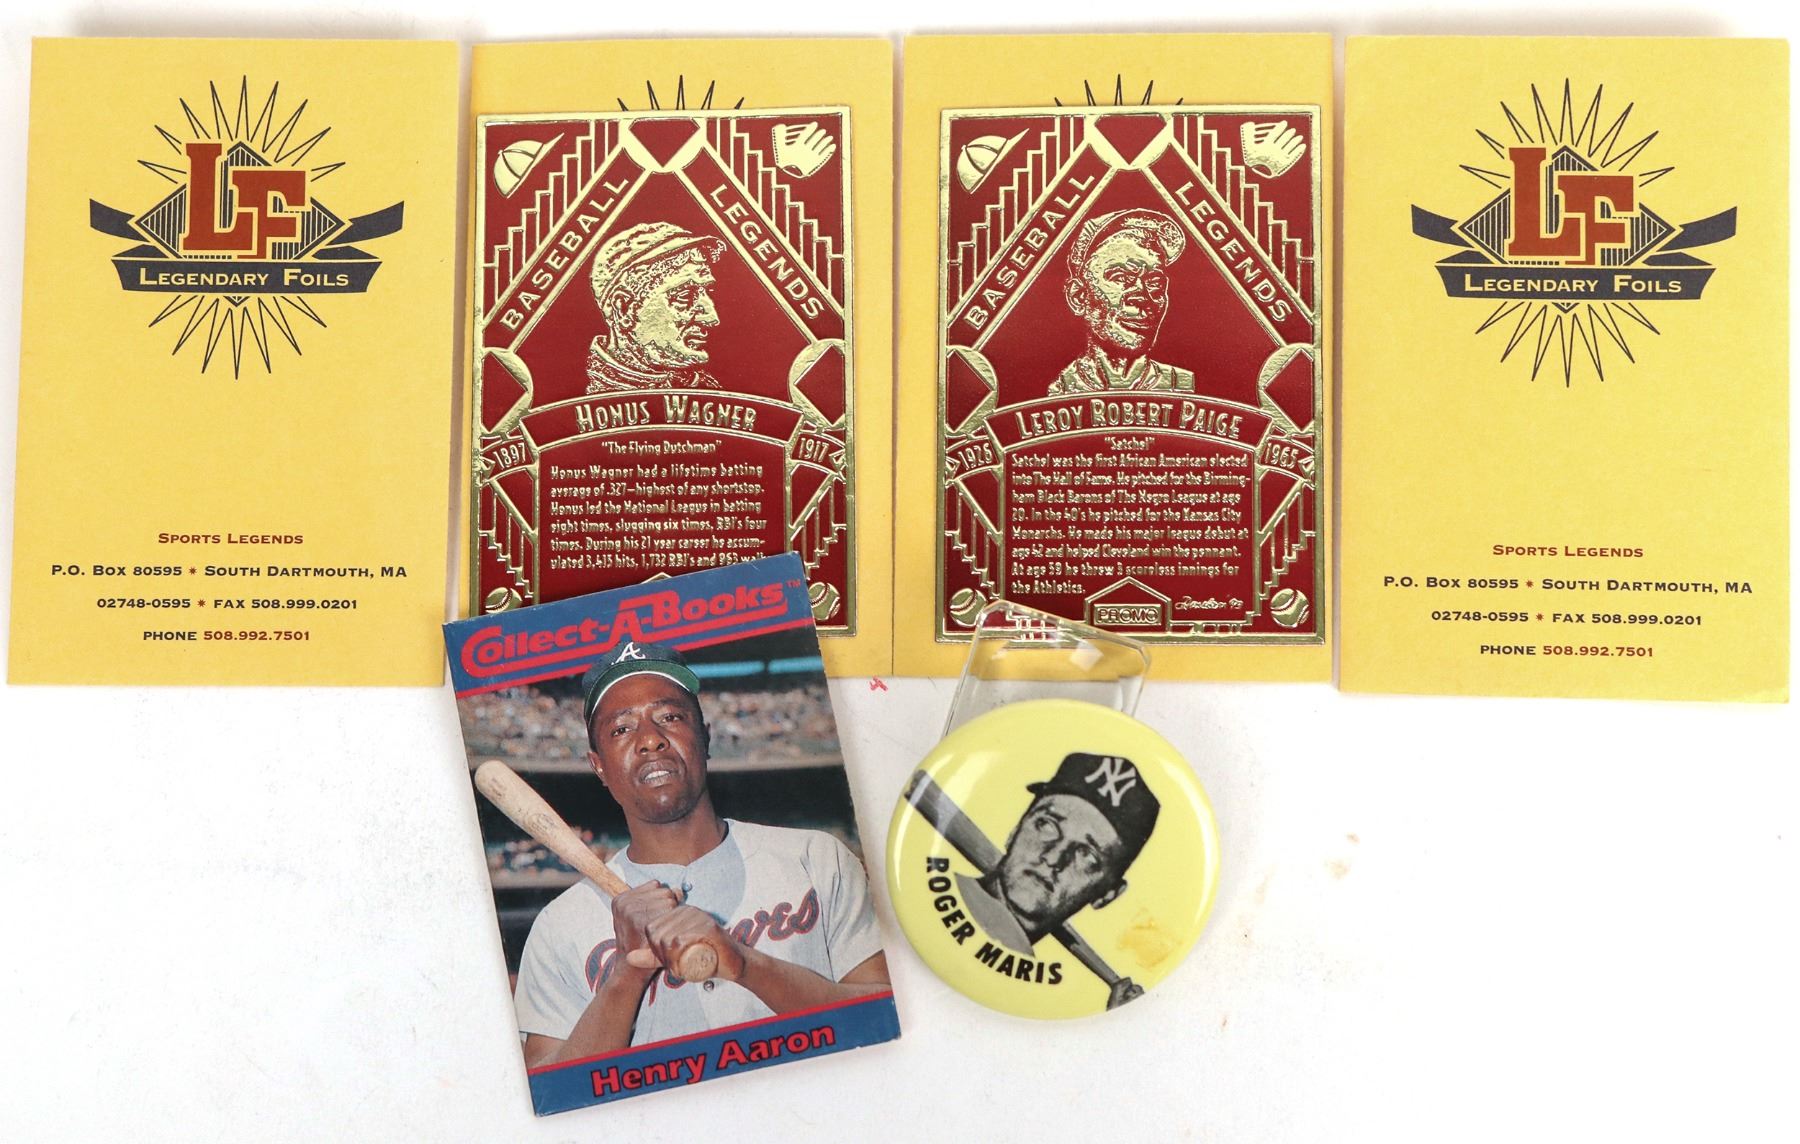 LF
LEGENDARY FOILS
SPORTS LEGENDS
P.O. BOX 80595 * SOUTH DARTMOUTH, MA
02748-0595 * FAX 508.999.0201
PHONE 508.992.7501
BASEBALL LEGENDS
HONUS WAGNER
1897
1917
"The Flying Dutchman"
Honus Wagner had a lifetime batting
average of .327—highest of any shortstop.
Honus led the National League in batting
eight times, slugging six times, RBI's four
times. During his 21 year career he accum-
ulated 3,415 hits, 1,732 RBI's and 963
BASEBALL LEGENDS
LEROY ROBERT PAIGE
1926
1965
"Satchel"
Satchel was the first African American elected
into The Hall of Fame. He pitched for the Birming-
ham Black Barons of The Negro League at age
20. In the 40's he pitched for the Kansas City
Monarchs. He made his major league debut at
age 42 and helped Cleveland win the pennant.
At age 59 he threw 3 scoreless innings for
the Athletics.
PROMO
LF
LEGENDARY FOILS
SPORTS LEGENDS
P.O. BOX 80595 * SOUTH DARTMOUTH, MA
02748-0595 * FAX 508.999.0201
PHONE 508.992.7501
Collect-A-Books™
A
Braves
Henry Aaron
NY
ROGER MARIS